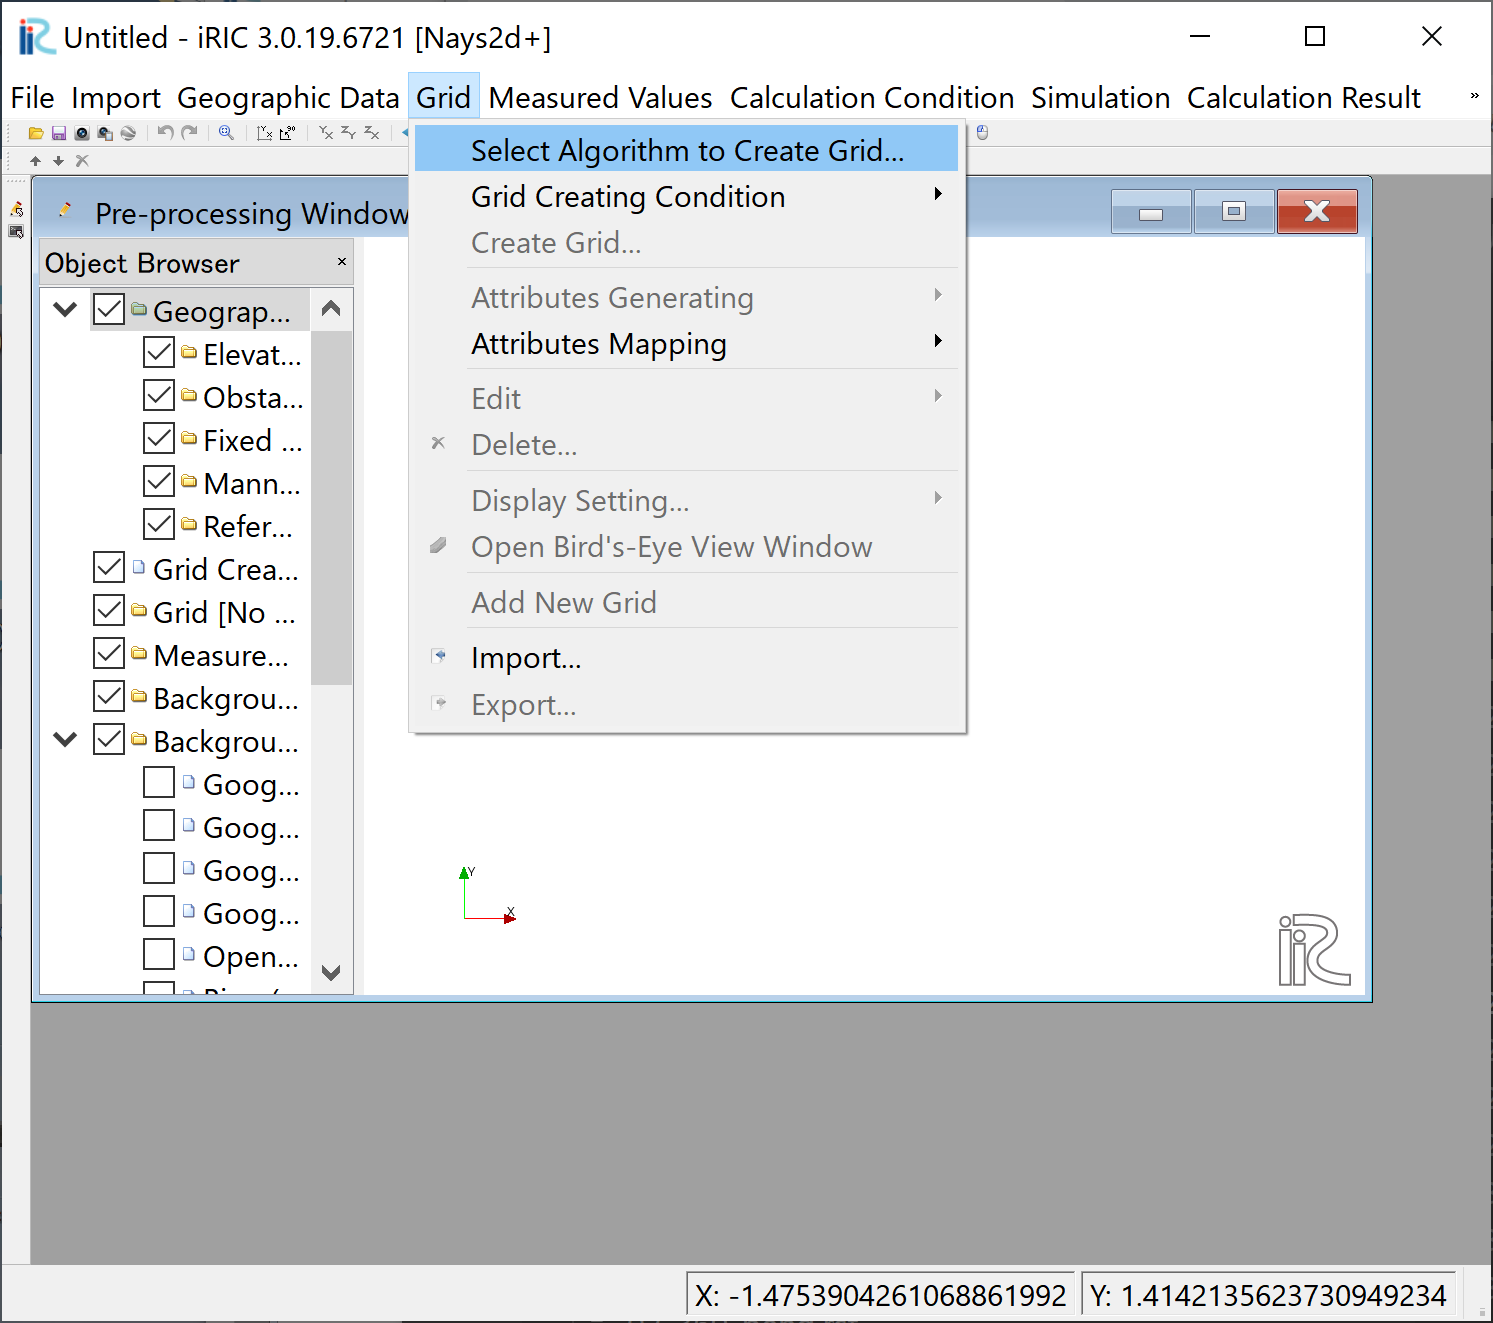 Untitled - iRIC 3.0.19.6721 [Nays2d+]
File Import Geographic Data Grid Measured Values Calculation Condition Simulation Calculation Result »
Select Algorithm to Create Grid...
Grid Creating Condition
Create Grid...
Attributes Generating
Attributes Mapping
Edit
Delete...
Display Setting...
Open Bird's-Eye View Window
Add New Grid
Import...
Export...
Pre-processing Window
Object Browser
Geograp...
Elevat...
Obsta...
Fixed ...
Mann...
Refer...
Grid Crea...
Grid [No ...
Measure...
Backgrou...
Backgrou...
Goog...
Goog...
Goog...
Goog...
Open...
Y
X
iRIC
X: -1.4753904261068861992
Y: 1.4142135623730949234